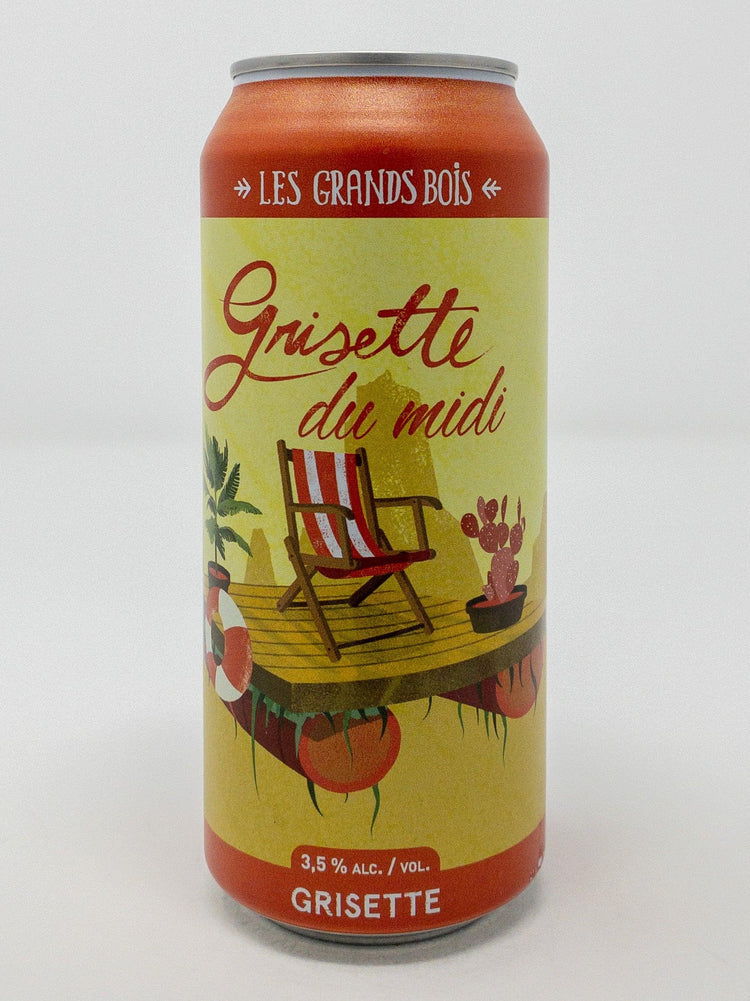 LES GRANDS BOIS
Grisette
du midi
3,5 % ALC. / VOL.
GRISETTE